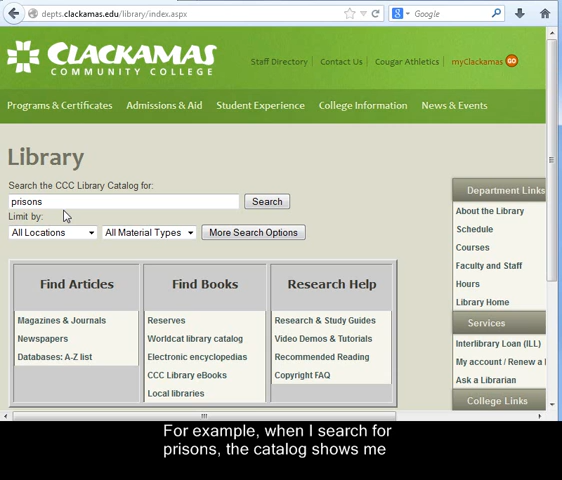 depts.clackamas.edu/library/index.aspx
Google
CLACKAMAS
COMMUNITY COLLEGE
Staff Directory Contact Us Cougar Athletics myClackamas GO
Programs & Certificates Admissions & Aid Student Experience College Information News & Events
Library
Search the CCC Library Catalog for:
prisons Search
Limit by:
All Locations All Material Types More Search Options
Find Articles
Magazines & Journals
Newspapers
Databases: A-Z list
Find Books
Reserves
Worldcat library catalog
Electronic encyclopedias
CCC Library eBooks
Local libraries
Research Help
Research & Study Guides
Video Demos & Tutorials
Recommended Reading
Copyright FAQ
Department Links
About the Library
Schedule
Courses
Faculty and Staff
Hours
Library Home
Services
Interlibrary Loan (ILL)
My account / Renew a
Ask a Librarian
College Links
For example, when I search for
prisons, the catalog shows me